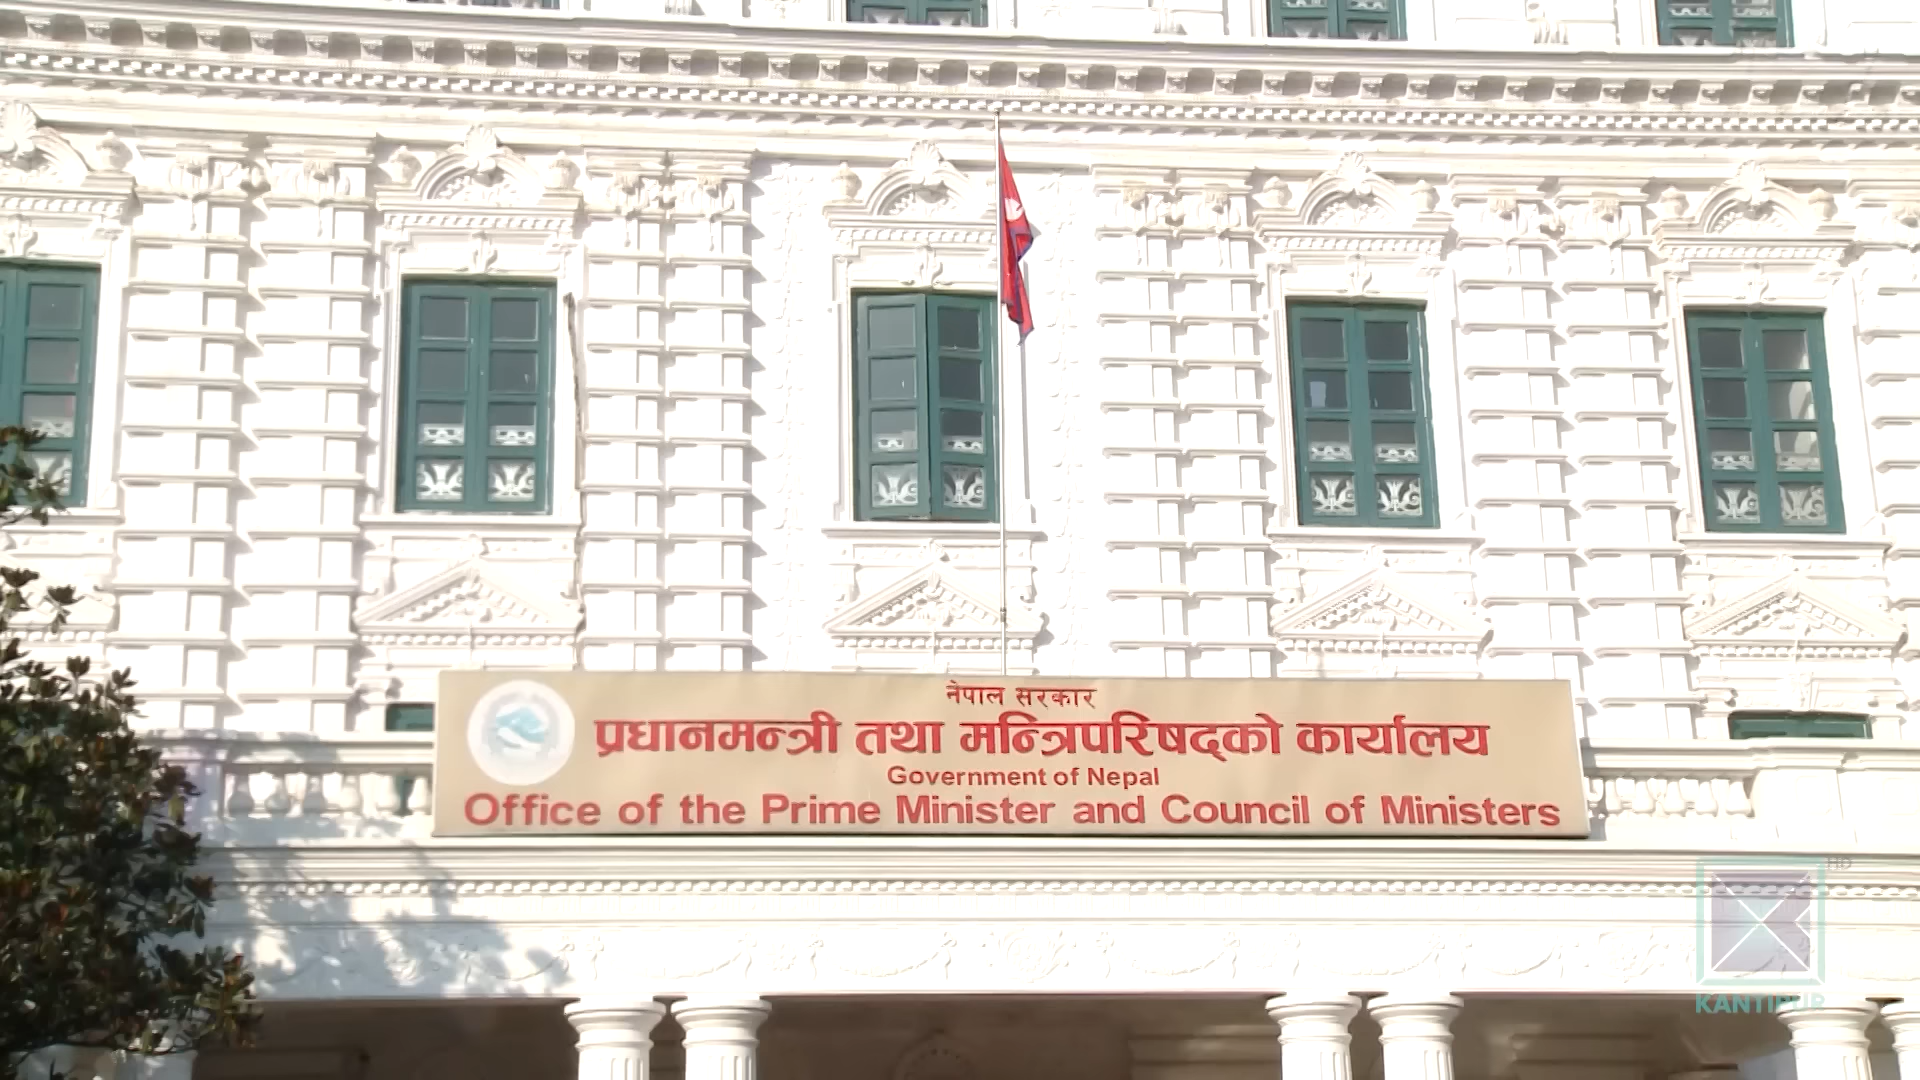 नेपाल सरकार
प्रधानमन्त्री तथा मन्त्रिपरिषद्को कार्यालय
Government of Nepal
Office of the Prime Minister and Council of Ministers
HD
KANTIPUR